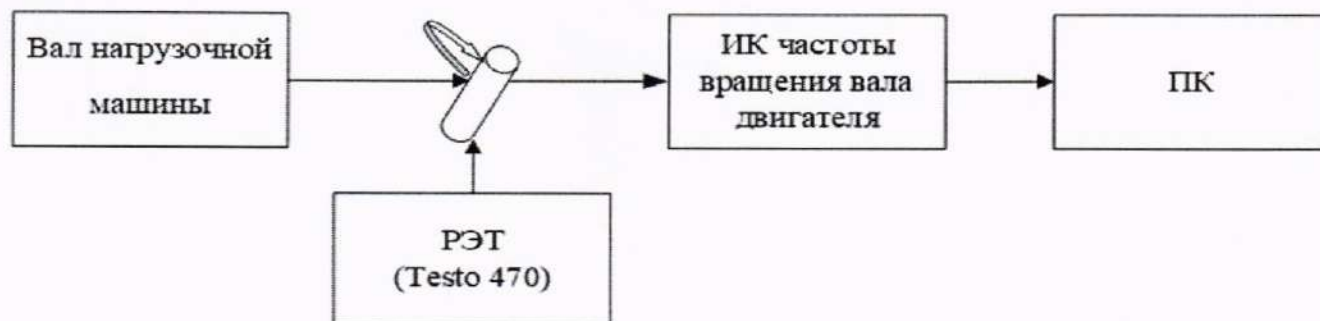 Вал нагрузочной
машины
ИК частоты
вращения вала
двигателя
ПК
РЭТ
(Testo 470)